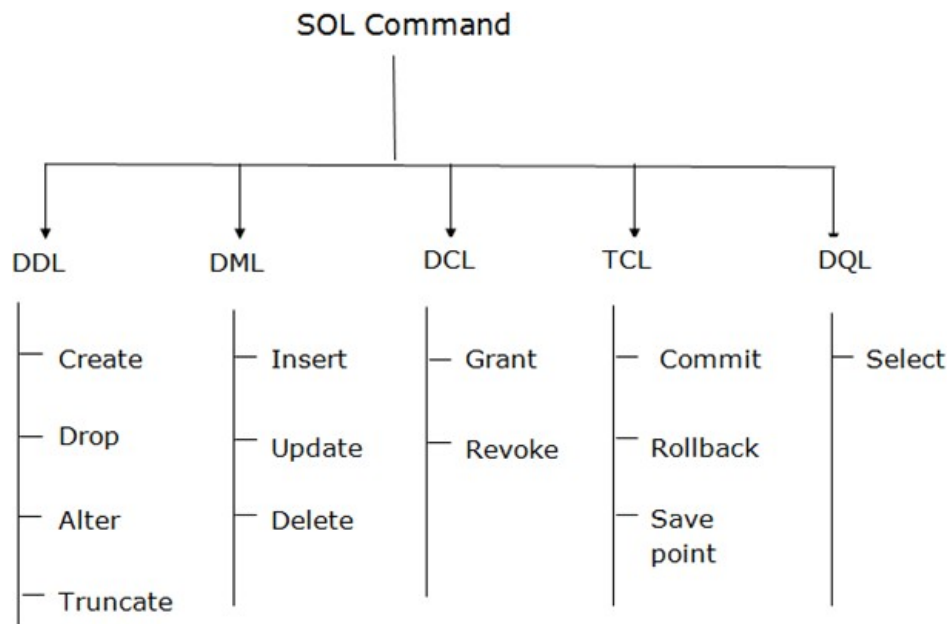 SOL Command
DDL
DML
DCL
TCL
DQL
Create
Insert
Grant
Commit
Select
Drop
Update
Revoke
Rollback
Alter
Delete
Save
point
Truncate